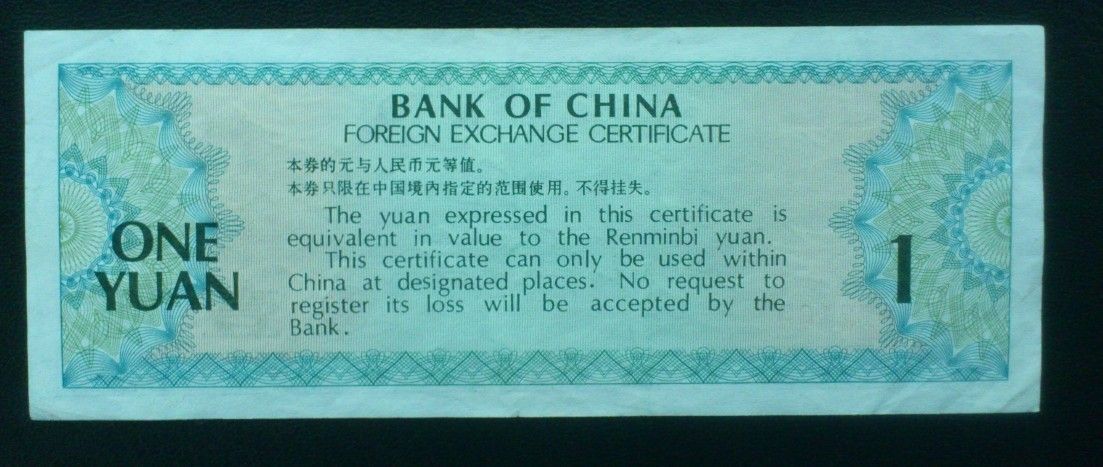 BANK OF CHINA
FOREIGN EXCHANGE CERTIFICATE
本券的元与人民币元等值。
本券只限在中国境内指定的范围使用。不得挂失。
The yuan expressed in this certificate is
equivalent in value to the Renminbi yuan.
This certificate can only be used within
China at designated places. No request to
register its loss will be accepted by the
Bank.
ONE
YUAN
1